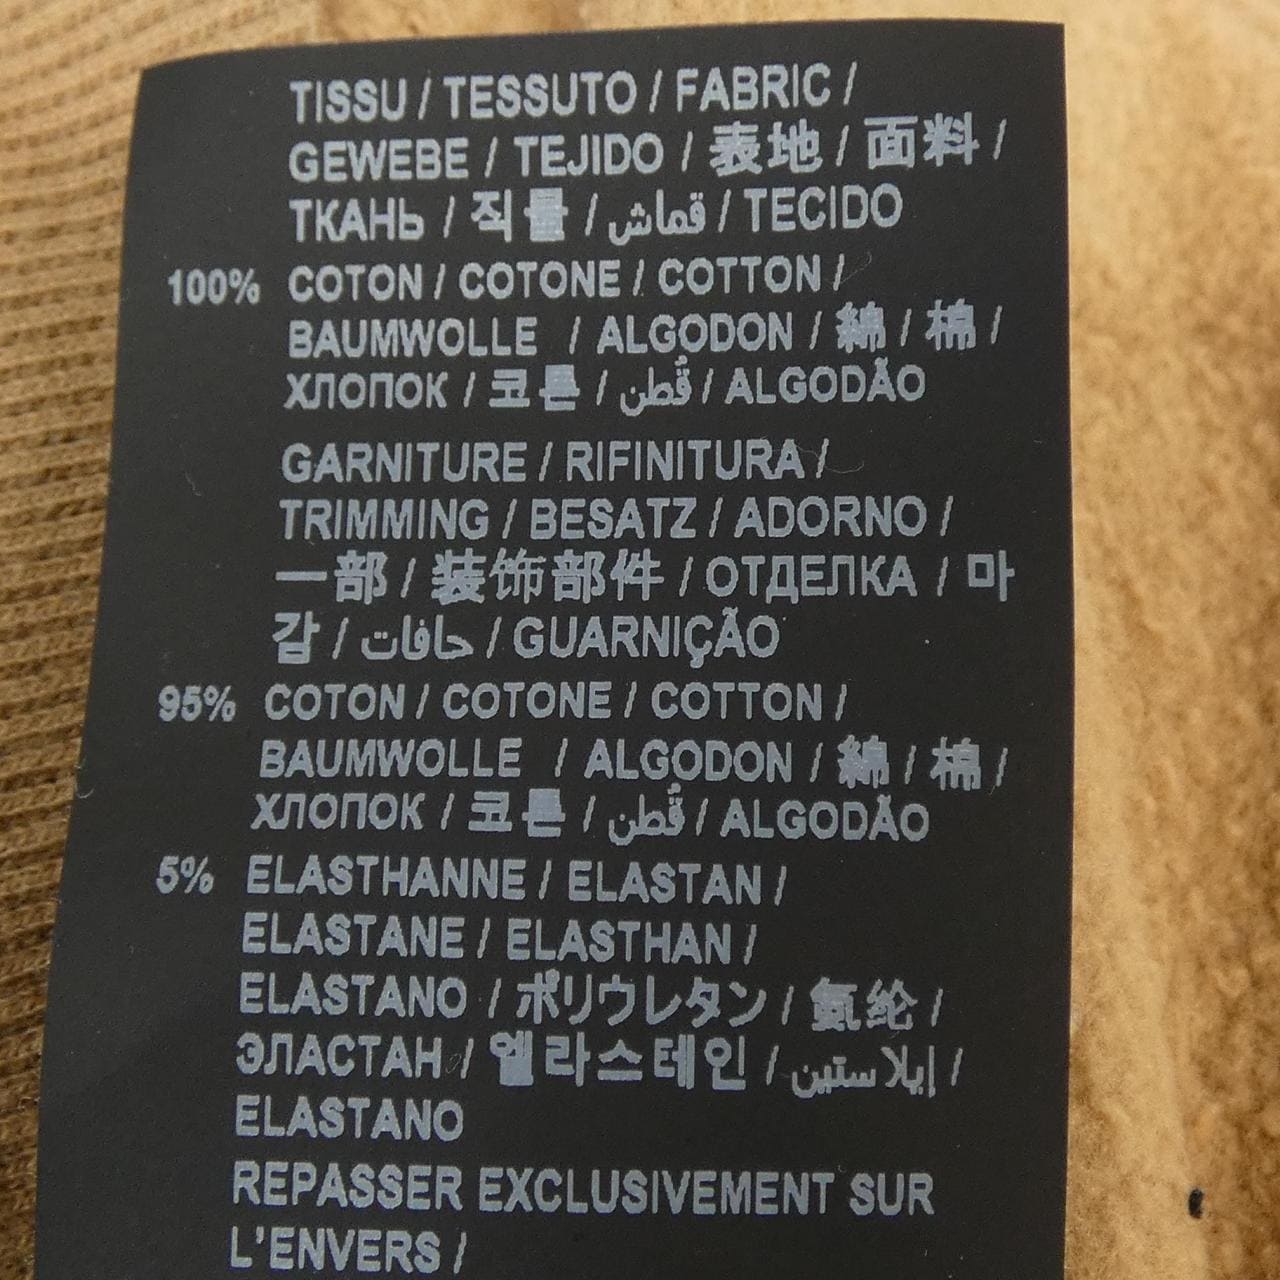 TISSU / TESSUTO / FABRIC /
GEWEBE / TEJIDO / 表地 / 面料 /
ТКАНЬ / 직물 / قماش / TECIDO
100% COTON / COTONE / COTTON /
BAUMWOLLE / ALGODON / 綿 / 棉 /
ХЛОПОК / 코튼 / قُطن / ALGODÃO
GARNITURE / RIFINITURA /
TRIMMING / BESATZ / ADORNO /
一部 / 装饰部件 / ОТДЕЛКА / 마
감 / حافات / GUARNIÇÃO
95% COTON / COTONE / COTTON /
BAUMWOLLE / ALGODON / 綿 / 棉 /
ХЛОПОК / 코튼 / قُطن / ALGODÃO
5% ELASTHANNE / ELASTAN /
ELASTANE / ELASTHAN /
ELASTANO / ポリウレタン / 氨纶 /
ЭЛАСТАН / 엘라스테인 / إيلاستين /
ELASTANO
REPASSER EXCLUSIVEMENT SUR
L'ENVERS /